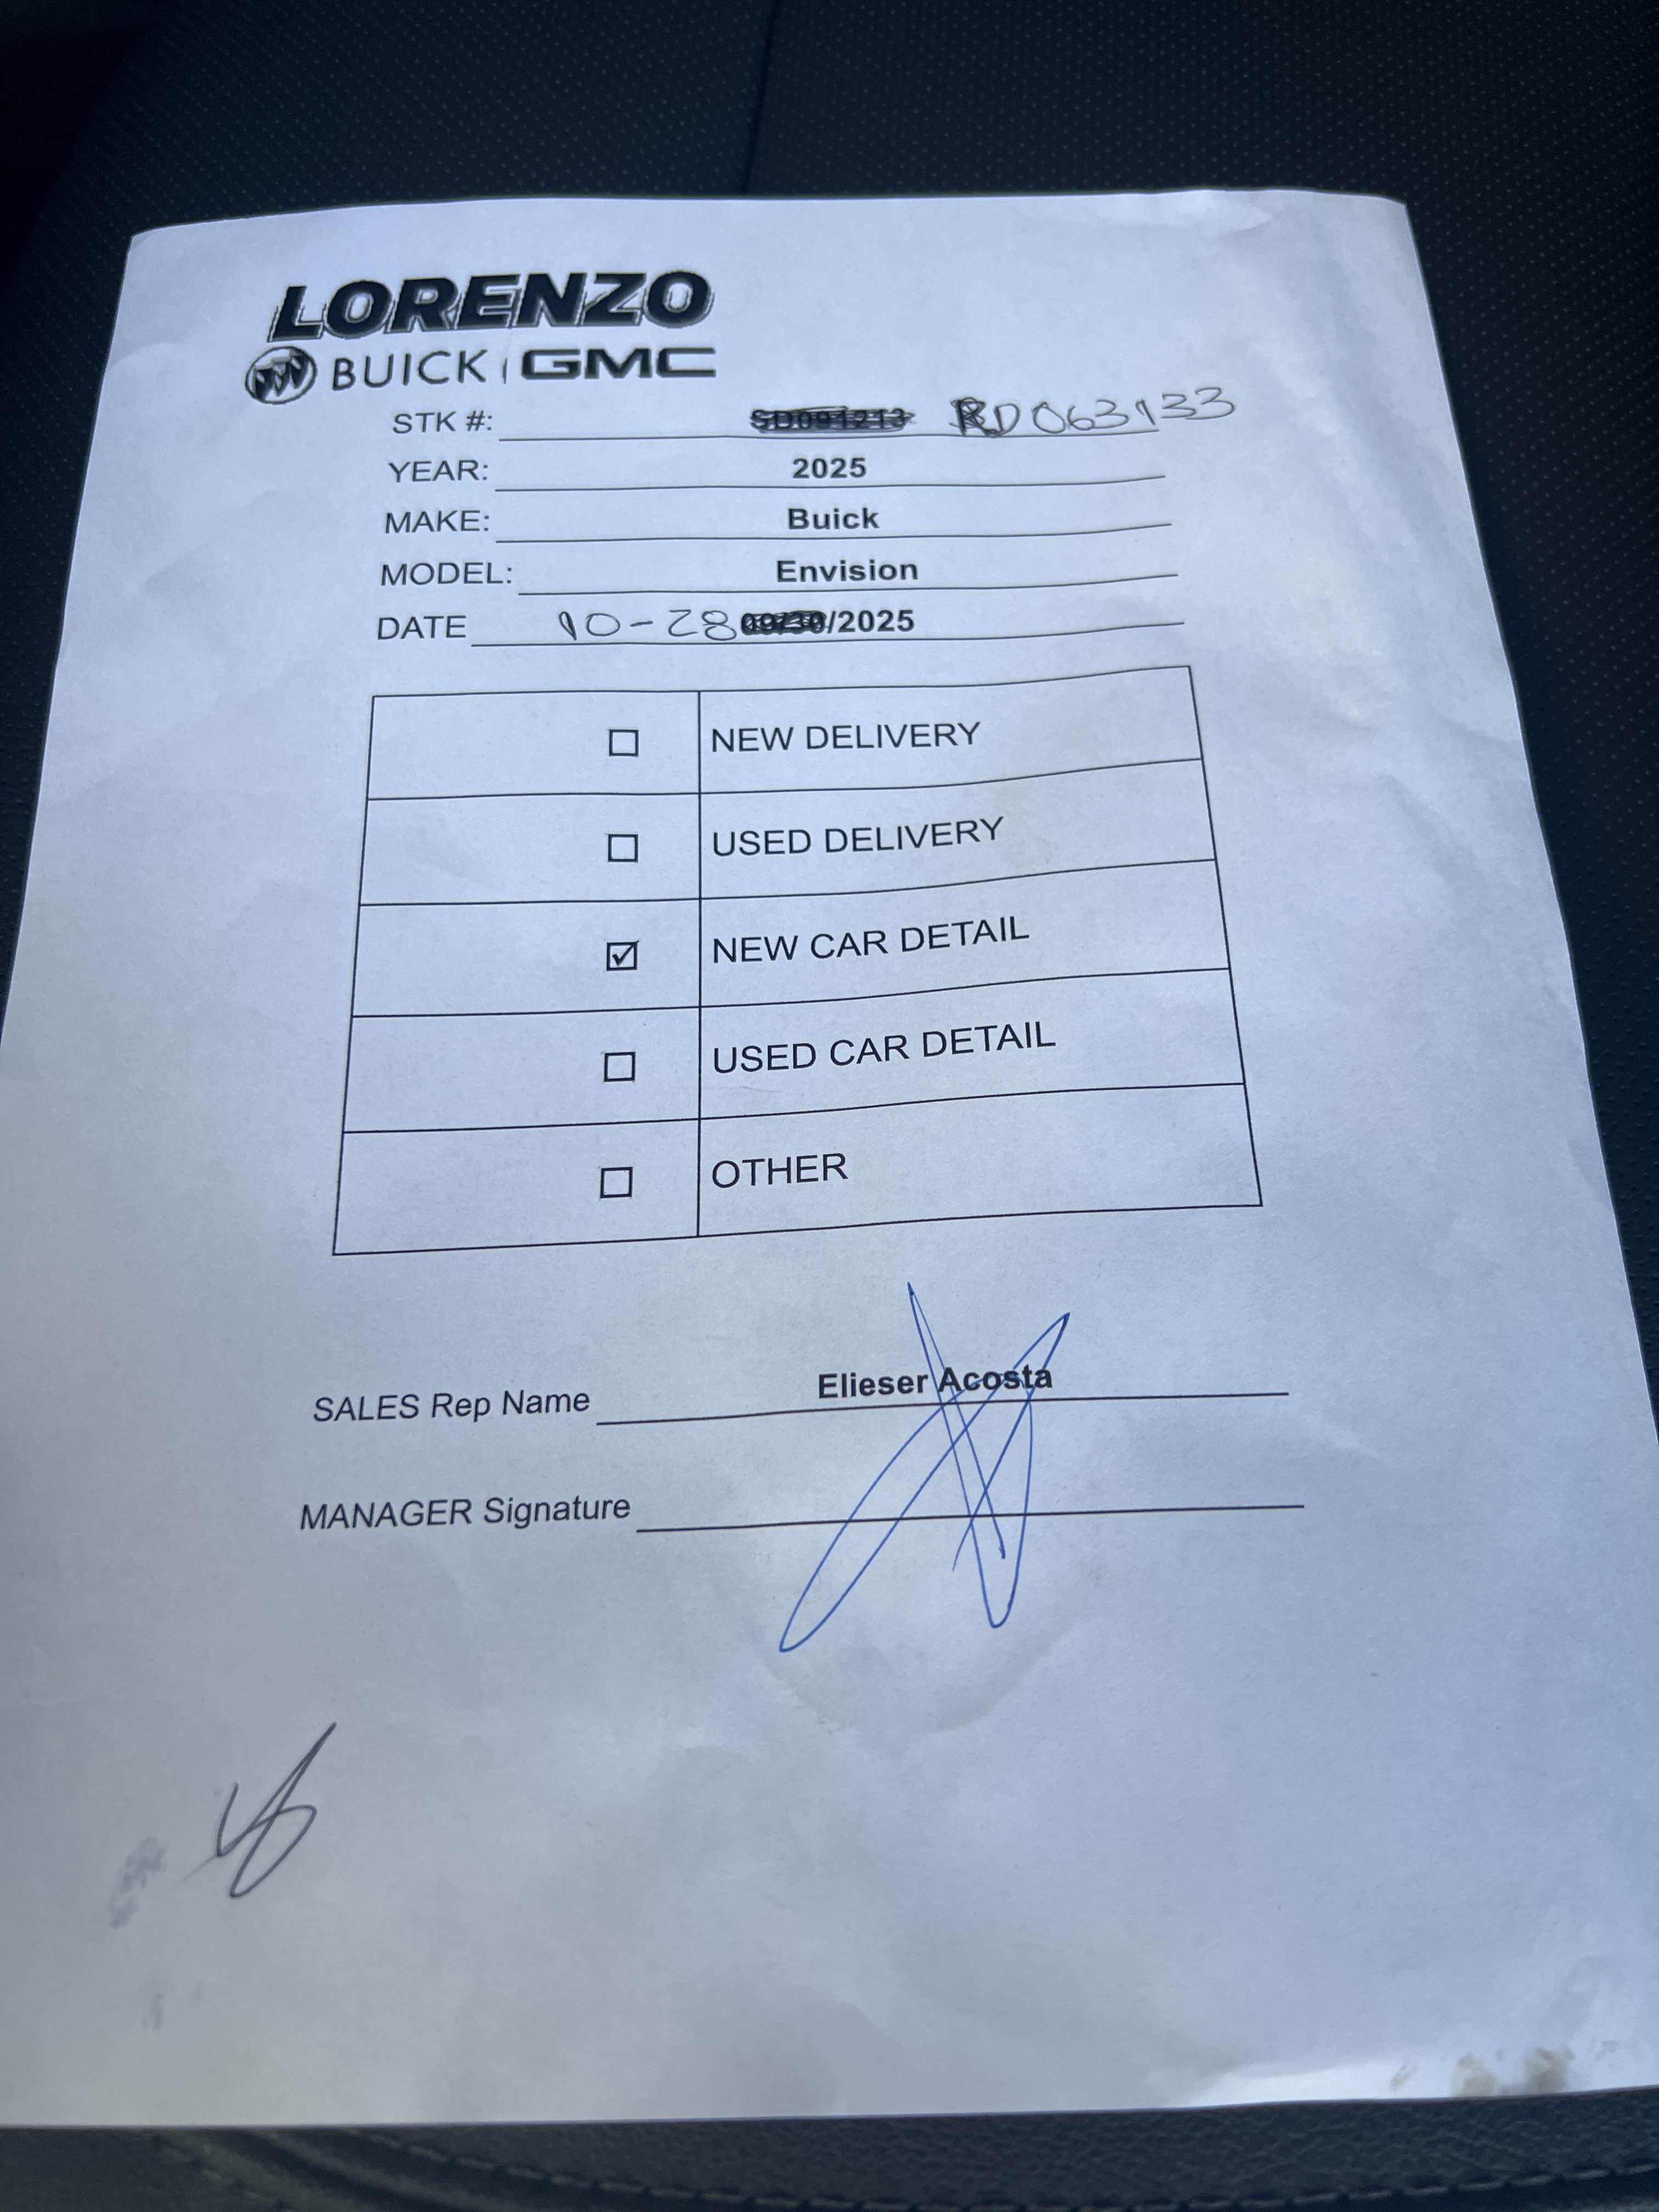 LORENZO
BUICK | GMC
STK #: SD091213 RD063133
YEAR: 2025
MAKE: Buick
MODEL: Envision
DATE 10-28 09/30/2025
NEW DELIVERY
USED DELIVERY
☑ NEW CAR DETAIL
USED CAR DETAIL
OTHER
SALES Rep Name Elieser Acosta
MANAGER Signature